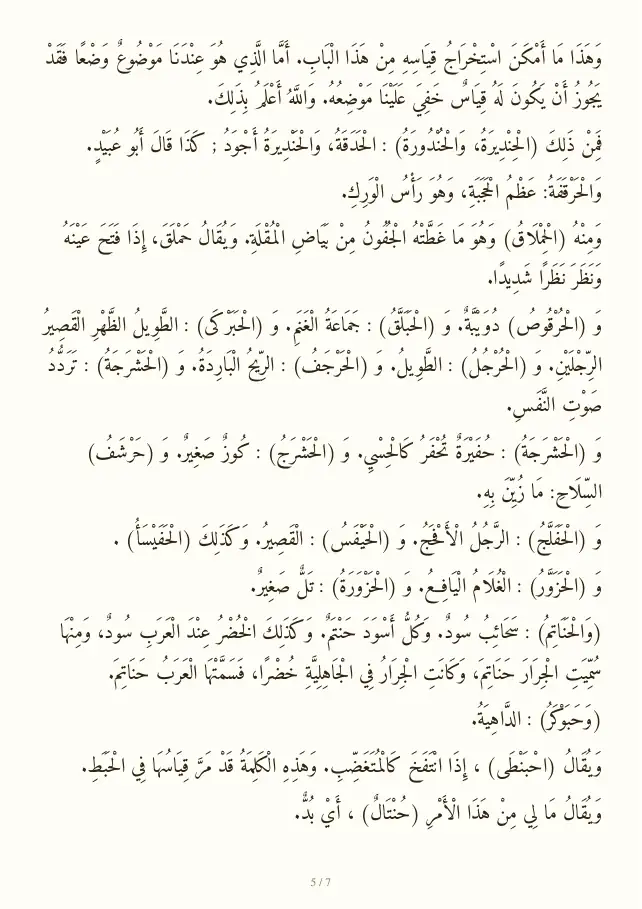 وَهَذَا مَا أَمْكَنَ اسْتِخْرَاجُ قِيَاسِهِ مِنْ هَذَا الْبَابِ. أَمَّا الَّذِي هُوَ عِنْدَنَا مَوْضُوعٌ وَضْعًا فَقَدْ
يَجُوزُ أَنْ يَكُونَ لَهُ قِيَاسٌ خَفِيَ عَلَيْنَا مَوْضِعُهُ. وَاللَّهُ أَعْلَمُ بِذَلِكَ.
فَمِنْ ذَلِكَ (الْحِنْدِيرَةُ، وَالْحُنْدُورَةُ) : الْحَدَقَةُ، وَالْحَنْدِيرَةُ أَجْوَدُ ; كَذَا قَالَ أَبُو عُبَيْدٍ.
وَالْحَرْقَفَةُ: عَظْمُ الْحَجَبَةِ، وَهُوَ رَأْسُ الْوَرِكِ.
وَمِنْهُ (الْحِمْلَاقُ) وَهُوَ مَا غَطَّتْهُ الْجُفُونُ مِنْ بَيَاضِ الْمُقْلَةِ. وَيُقَالُ حَمْلَقَ، إِذَا فَتَحَ عَيْنَهُ
وَنَظَرَ نَظَرًا شَدِيدًا.
وَ (الْحُرْقُوصُ) دُوَيْبَّةٌ. وَ (الْحَبَلَّقُ) : جَمَاعَةُ الْغَنَمِ. وَ (الْحَبَرْكَى) : الطَّوِيلُ الظَّهْرِ الْقَصِيرُ
الرِّجْلَيْنِ. وَ (الْحُرْجُلُ) : الطَّوِيلُ. وَ (الْحَرْجَفُ) : الرِّيحُ الْبَارِدَةُ. وَ (الْحَشْرَجَةُ) : تَرَدُّدُ
صَوْتِ النَّفَسِ.
وَ (الْحَشْرَجَةُ) : حُفَيْرَةٌ تُحْفَرُ كَالْحِسْيِ. وَ (الْحَشْرَجُ) : كُوزٌ صَغِيرٌ. وَ (حَرْشَفُ)
السِّلَاحِ: مَا زُيِّنَ بِهِ.
وَ (الْحَفَلَّجُ) : الرَّجُلُ الْأَفْحَجُ. وَ (الْحَيْفَسُ) : الْقَصِيرُ. وَكَذَلِكَ (الْحَفَيْسَأُ) .
وَ (الْحَزَوَّرُ) : الْغُلَامُ الْيَافِعُ. وَ (الْحَزْوَرَةُ) : تَلٌّ صَغِيرٌ.
(وَالْحَنَاتِمُ) : سَحَائِبُ سُودٌ. وَكُلُّ أَسْوَدَ حَنْتَمٌ. وَكَذَلِكَ الْخُضْرُ عِنْدَ الْعَرَبِ سُودٌ، وَمِنْهَا
سُمِّيَتِ الْجِرَارَ حَنَاتِمَ، وَكَانَتِ الْجِرَارُ فِي الْجَاهِلِيَّةِ خُضْرًا، فَسَمَّتْهَا الْعَرَبُ حَنَاتِمَ.
(وَحَبَوْكَرُ) : الدَّاهِيَةُ.
وَيُقَالُ (احْبَنْطَى) ، إِذَا انْتَفَخَ كَالْمُتَغَضِّبِ. وَهَذِهِ الْكَلِمَةُ قَدْ مَرَّ قِيَاسُهَا فِي الْحَبَطِ.
وَيُقَالُ مَا لِي مِنْ هَذَا الْأَمْرِ (حُنْتَالٌ) ، أَيْ بُدٌّ.
5 / 7